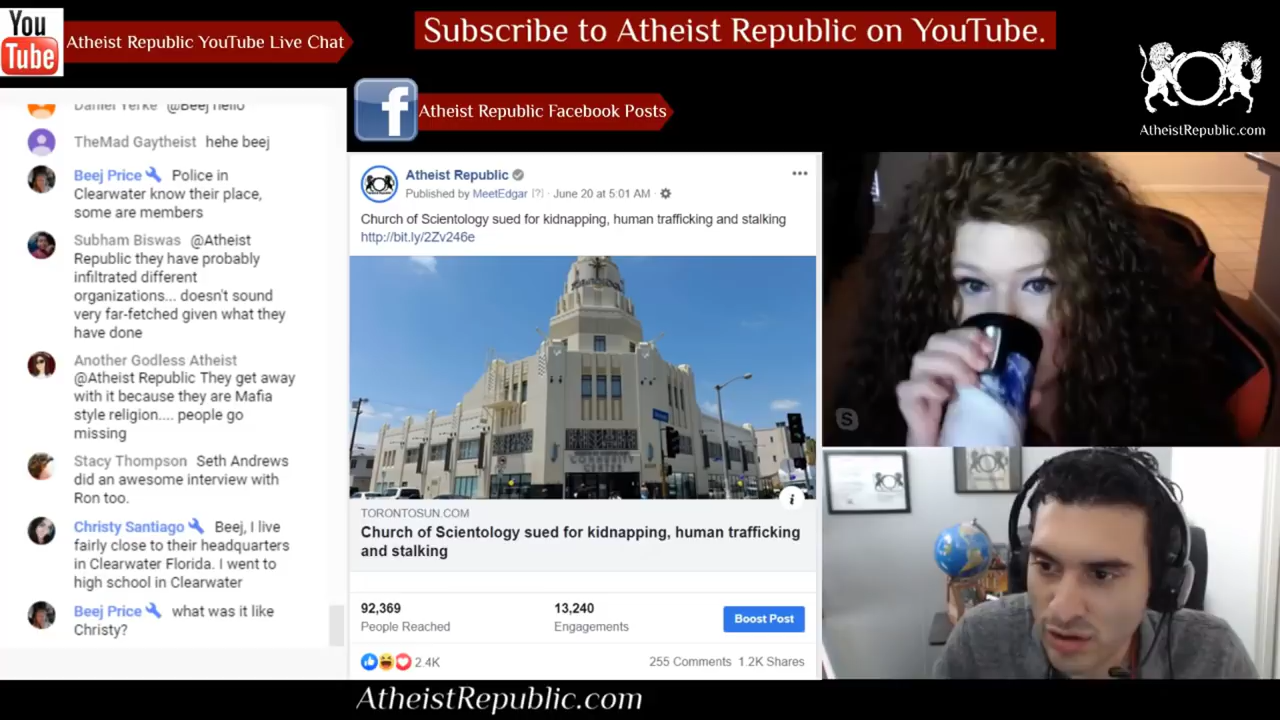 You
Tube
Atheist Republic YouTube Live Chat
Subscribe to Atheist Republic on YouTube.
AtheistRepublic.com
Atheist Republic Facebook Posts
Daniel Yerke @Beej hello
TheMad Gaytheist hehe beej
Beej Price Police in
Clearwater know their place,
some are members
Subham Biswas @Atheist
Republic they have probably
infiltrated different
organizations... doesn't sound
very far-fetched given what they
have done
Another Godless Atheist
@Atheist Republic They get away
with it because they are Mafia
style religion.... people go
missing
Stacy Thompson Seth Andrews
did an awesome interview with
Ron too.
Christy Santiago Beej, I live
fairly close to their headquarters
in Clearwater Florida. I went to
high school in Clearwater
Beej Price what was it like
Christy?
Atheist Republic
Published by MeetEdgar [?] · June 20 at 5:01 AM ·
Church of Scientology sued for kidnapping, human trafficking and stalking
http://bit.ly/2Zv246e
TORONTOSUN.COM
Church of Scientology sued for kidnapping, human trafficking
and stalking
92,369
People Reached
13,240
Engagements
Boost Post
2.4K
255 Comments 1.2K Shares
AtheistRepublic.com